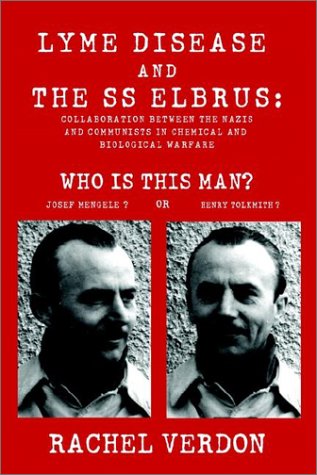 LYME DISEASE
AND
THE SS ELBRUS:
COLLABORATION BETWEEN THE NAZIS
AND COMMUNISTS IN CHEMICAL AND
BIOLOGICAL WARFARE
WHO IS THIS MAN?
JOSEF MENGELE ? OR HENRY TOLKMITH ?
RACHEL VERDON